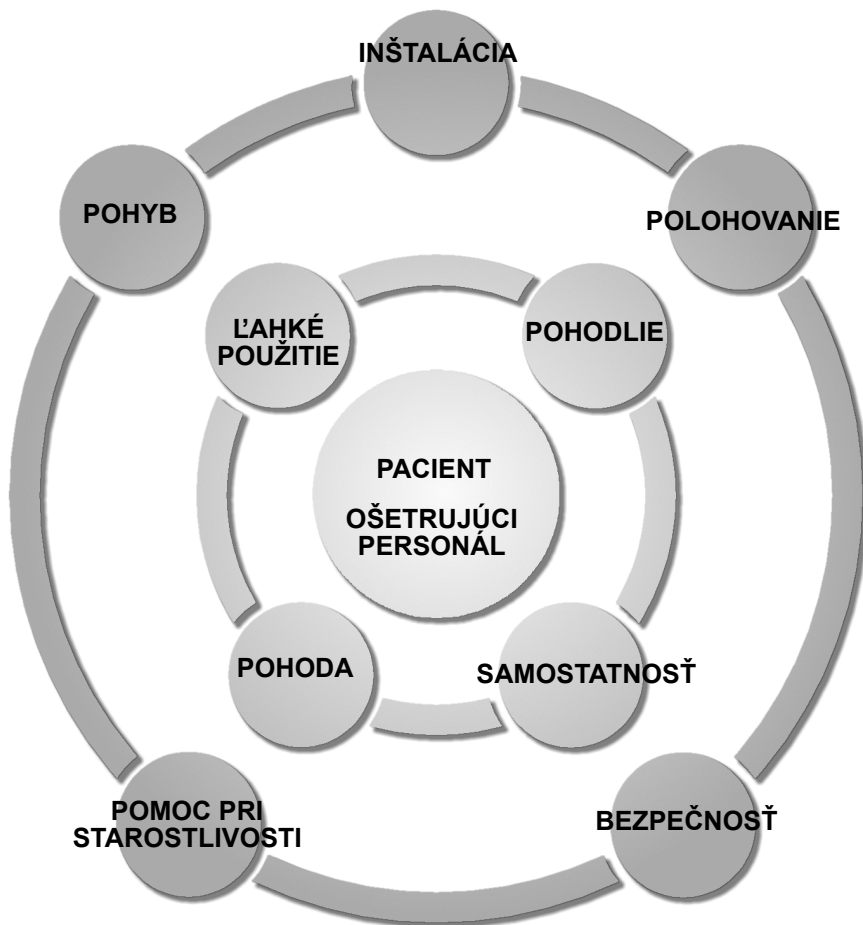 INŠTALÁCIA
POHYB
POLOHOVANIE
ĽAHKÉ
POUŽITIE
POHODLIE
PACIENT
OŠETRUJÚCI
PERSONÁL
POHODA
SAMOSTATNOSŤ
POMOC PRI
STAROSTLIVOSTI
BEZPEČNOSŤ